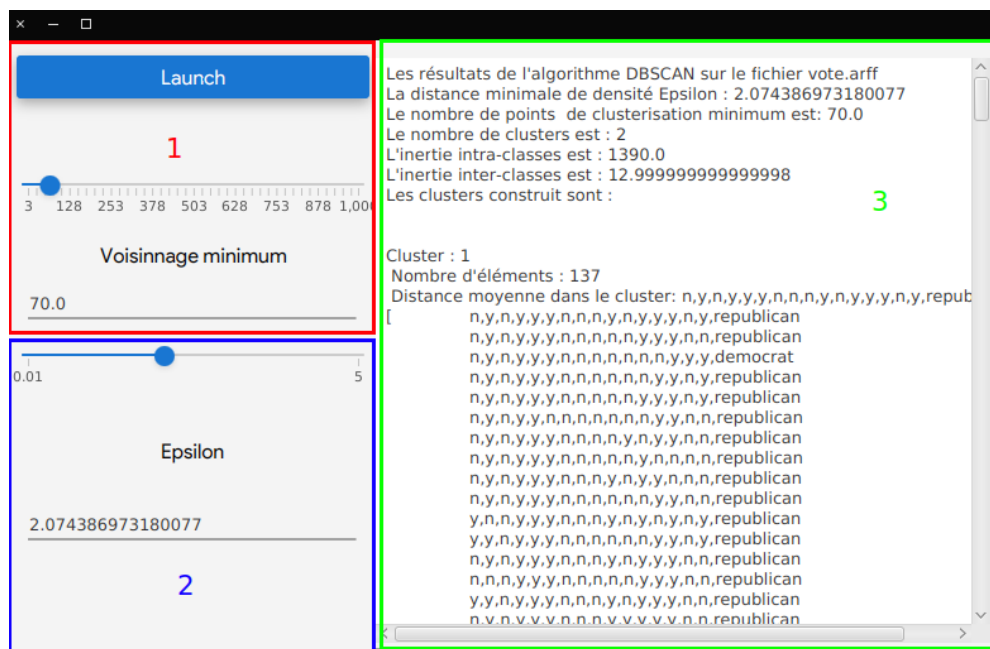 Launch
1
3 128 253 378 503 628 753 878 1,000
Voisinnage minimum
70.0
0.01 5
Epsilon
2.074386973180077
2
Les résultats de l'algorithme DBSCAN sur le fichier vote.arff
La distance minimale de densité Epsilon : 2.074386973180077
Le nombre de points  de clusterisation minimum est: 70.0
Le nombre de clusters est : 2
L'inertie intra-classes est : 1390.0
L'inertie inter-classes est : 12.999999999999998
Les clusters construit sont :
3
Cluster : 1
Nombre d'éléments : 137
Distance moyenne dans le cluster: n,y,n,y,y,y,n,n,n,y,n,y,y,y,n,y,repub
[ n,y,n,y,y,y,n,n,n,y,n,y,y,y,n,y,republican
n,y,n,y,y,y,n,n,n,n,n,y,y,y,n,n,republican
n,y,n,y,y,y,n,n,n,n,n,n,y,y,y,democrat
n,y,n,y,y,y,n,n,n,n,n,n,y,y,n,y,republican
n,y,n,y,y,y,n,n,n,n,n,y,y,y,n,y,republican
n,y,n,y,y,n,n,n,n,n,n,y,y,n,n,republican
n,y,n,y,y,y,n,n,n,n,y,n,y,y,n,n,republican
n,y,n,y,y,y,n,n,n,n,y,n,n,n,n,republican
n,y,n,y,y,y,n,n,n,y,n,y,y,n,n,n,republican
n,y,n,y,y,y,n,n,n,n,n,n,y,y,n,n,republican
y,n,n,y,y,y,n,n,n,y,n,y,y,n,y,republican
y,y,n,y,y,y,n,n,n,n,n,n,y,y,n,y,republican
n,y,n,y,y,y,n,n,n,y,n,y,y,y,n,n,republican
n,n,n,y,y,y,n,n,n,n,n,y,y,y,n,n,republican
y,y,n,y,y,y,n,n,n,y,n,y,y,y,n,n,republican